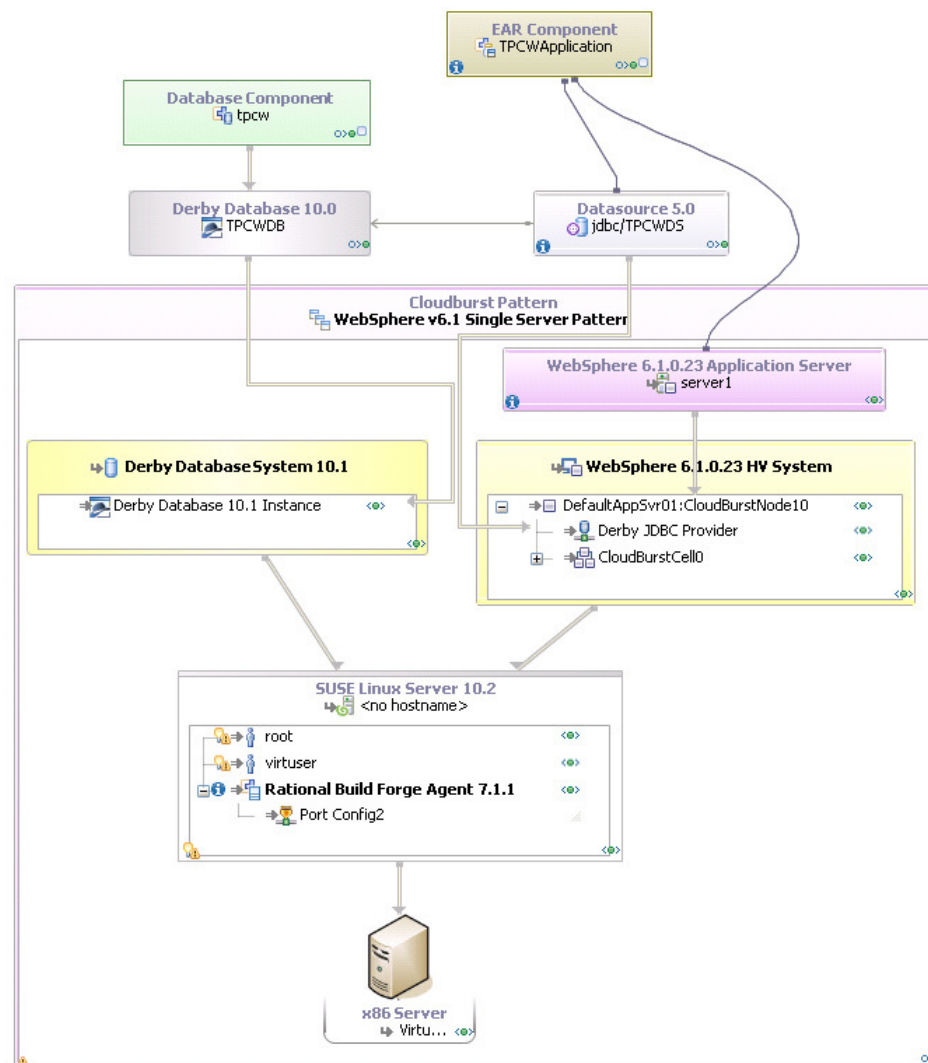 EAR Component
TPCWApplication
Database Component
tpcw
Derby Database 10.0
TPCWDB
Datasource 5.0
jdbc/TPCWDS
Cloudburst Pattern
WebSphere v6.1 Single Server Pattern
WebSphere 6.1.0.23 Application Server
server1
Derby Database System 10.1
Derby Database 10.1 Instance
WebSphere 6.1.0.23 HV System
DefaultAppSvr01:CloudBurstNode10
Derby JDBC Provider
CloudBurstCell0
SUSE Linux Server 10.2
<no hostname>
root
virtuser
Rational Build Forge Agent 7.1.1
Port Config2
x86 Server
Virtu...